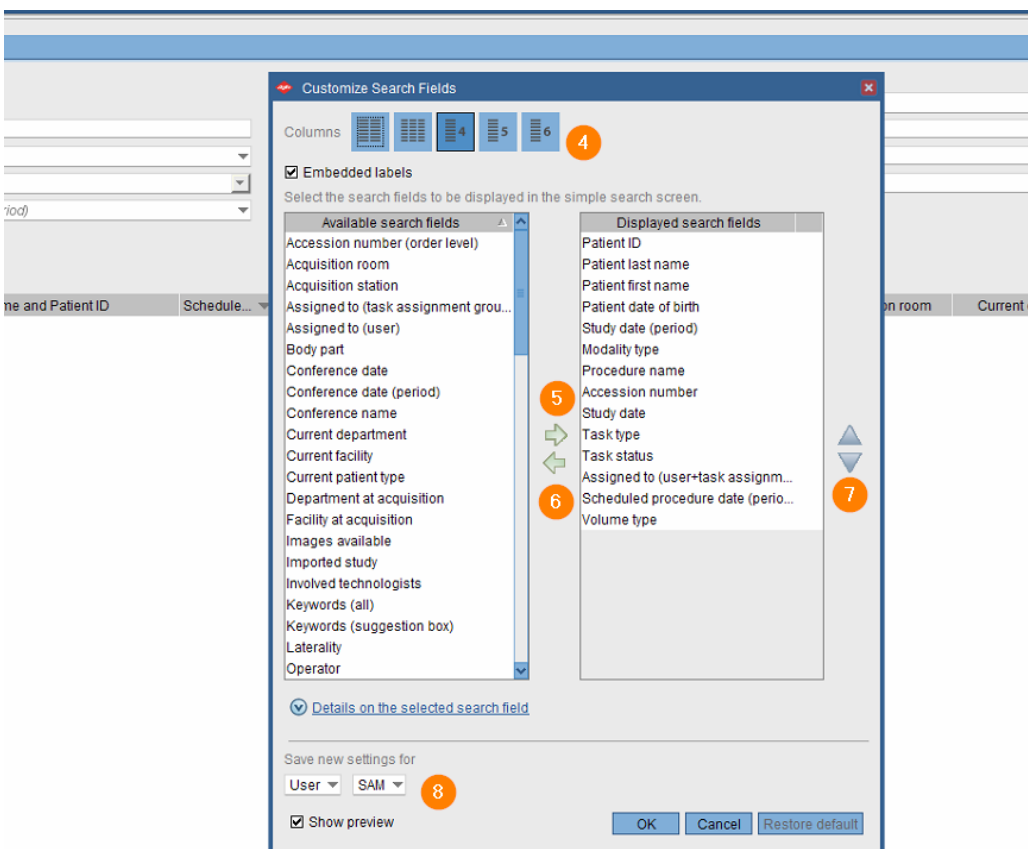 Customize Search Fields
Columns 4 5 6 4
Embedded labels
Select the search fields to be displayed in the simple search screen.
riod)
me and Patient ID Schedule...
on room Current
Available search fields
Accession number (order level)
Acquisition room
Acquisition station
Assigned to (task assignment grou...
Assigned to (user)
Body part
Conference date
Conference date (period)
Conference name
Current department
Current facility
Current patient type
Department at acquisition
Facility at acquisition
Images available
Imported study
Involved technologists
Keywords (all)
Keywords (suggestion box)
Laterality
Operator
5
6
Displayed search fields
Patient ID
Patient last name
Patient first name
Patient date of birth
Study date (period)
Modality type
Procedure name
Accession number
Study date
Task type
Task status
Assigned to (user+task assignm...
Scheduled procedure date (perio...
Volume type
7
Details on the selected search field
Save new settings for
User SAM 8
Show preview
OK Cancel Restore default